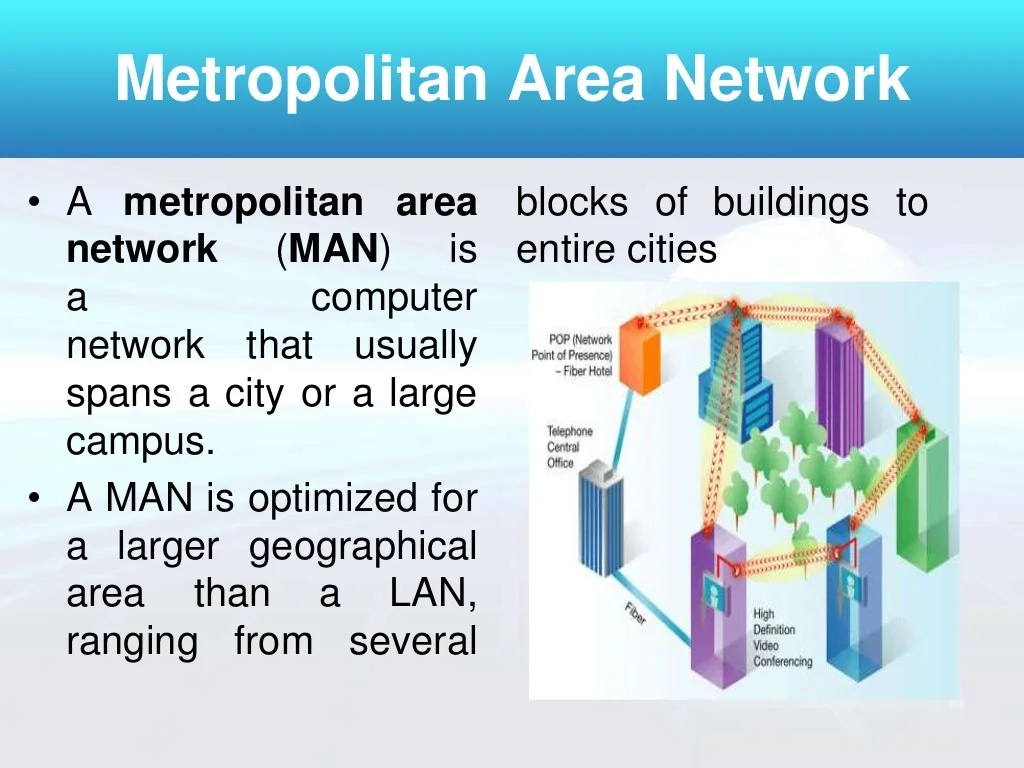 Metropolitan Area Network
• A metropolitan area
network (MAN) is
a computer
network that usually
spans a city or a large
campus.
• A MAN is optimized for
a larger geographical
area than a LAN,
ranging from several
blocks of buildings to
entire cities
POP (Network
Point of Presence)
– Fiber Hotel
Telephone
Central
Office
Fiber
High
Definition
Video
Conferencing